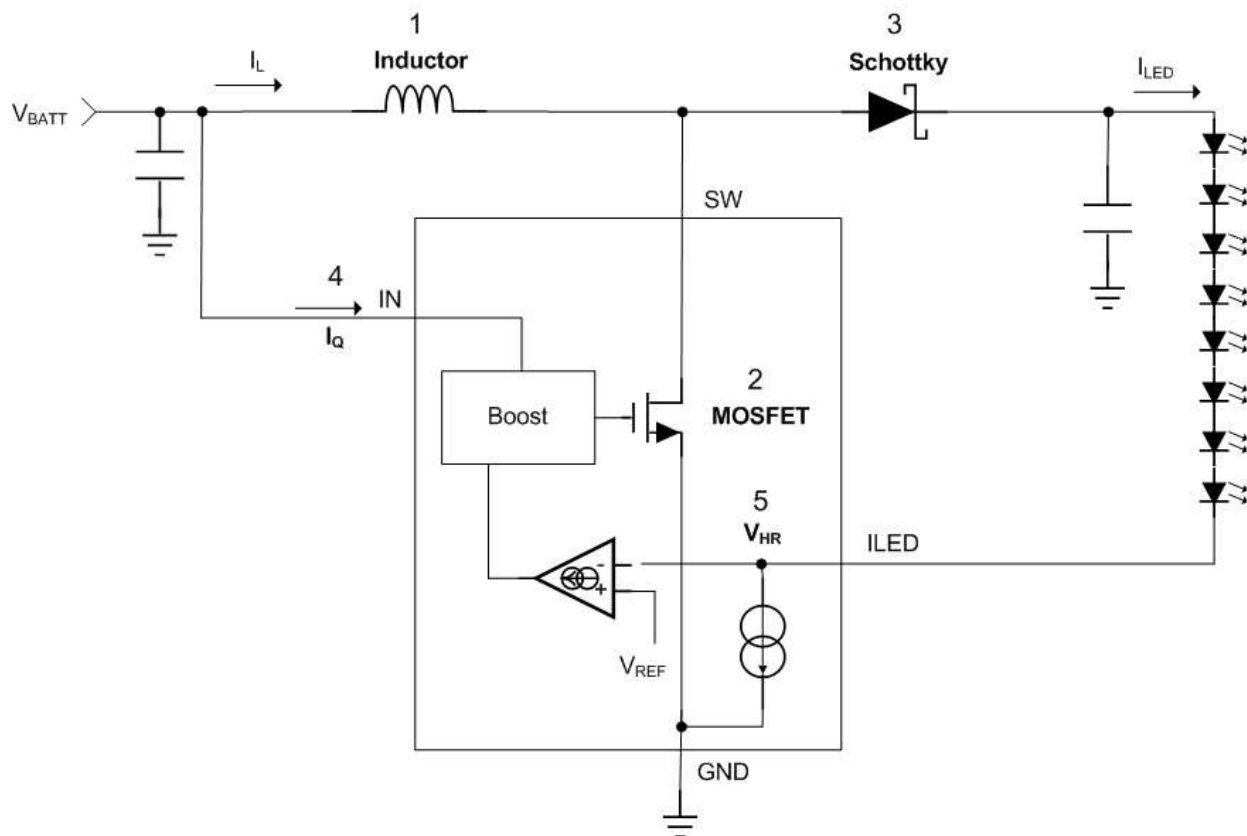 1
Inductor
3
Schottky
I_L
I_LED
V_BATT
SW
4
IN
I_Q
Boost
2
MOSFET
5
V_HR
ILED
-
+
V_REF
GND